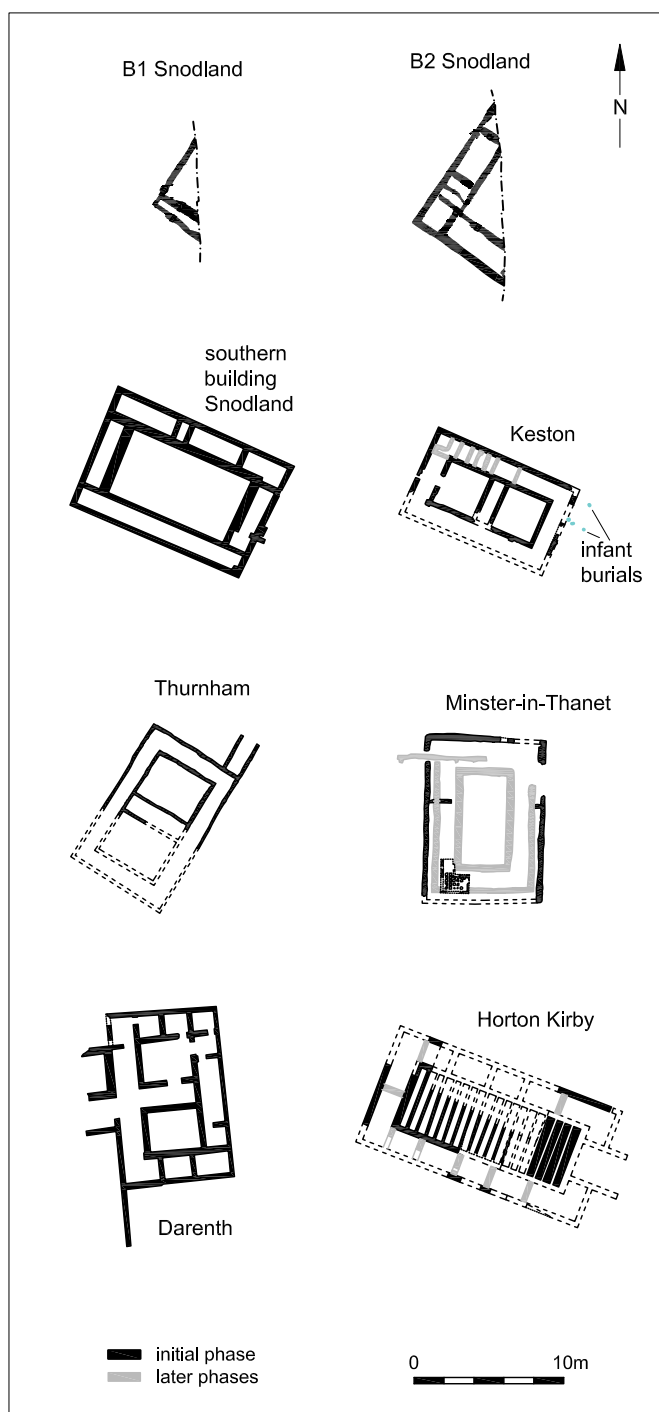 B1 Snodland
B2 Snodland
N
southern
building
Snodland
Keston
infant
burials
Thurnham
Minster-in-Thanet
Horton Kirby
Darenth
initial phase
later phases
0 10m